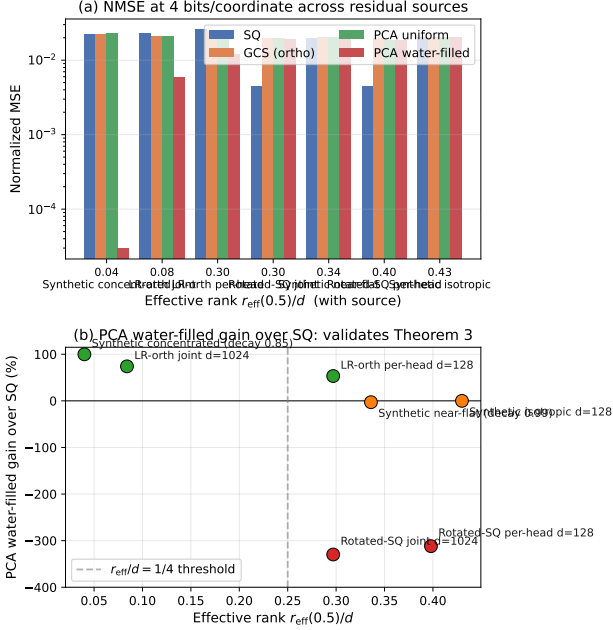 (a) NMSE at 4 bits/coordinate across residual sources
SQ
GCS (ortho)
PCA uniform
PCA water-filled
Normalized MSE
10⁻²
10⁻³
10⁻⁴
0.04 0.08 0.30 0.30 0.34 0.40 0.43
Effective rank r_eff(0.5)/d (with source)
(b) PCA water-filled gain over SQ: validates Theorem 3
Synthetic concentrated (decay 0.85)
LR-orth joint d=1024
LR-orth per-head d=128
Synthetic near-flat (decay 0.99)
Synthetic isotropic d=128
Rotated-SQ per-head d=128
Rotated-SQ joint d=1024
PCA water-filled gain over SQ (%)
100
0
−100
−200
−300
−400
r_eff/d = 1/4 threshold
0.05 0.10 0.15 0.20 0.25 0.30 0.35 0.40
Effective rank r_eff(0.5)/d